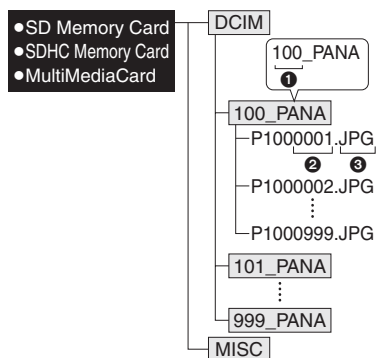 ●SD Memory Card
●SDHC Memory Card
●MultiMediaCard
DCIM
100_PANA
❶
100_PANA
P1000001.JPG
❷ ❸
P1000002.JPG
P1000999.JPG
101_PANA
999_PANA
MISC